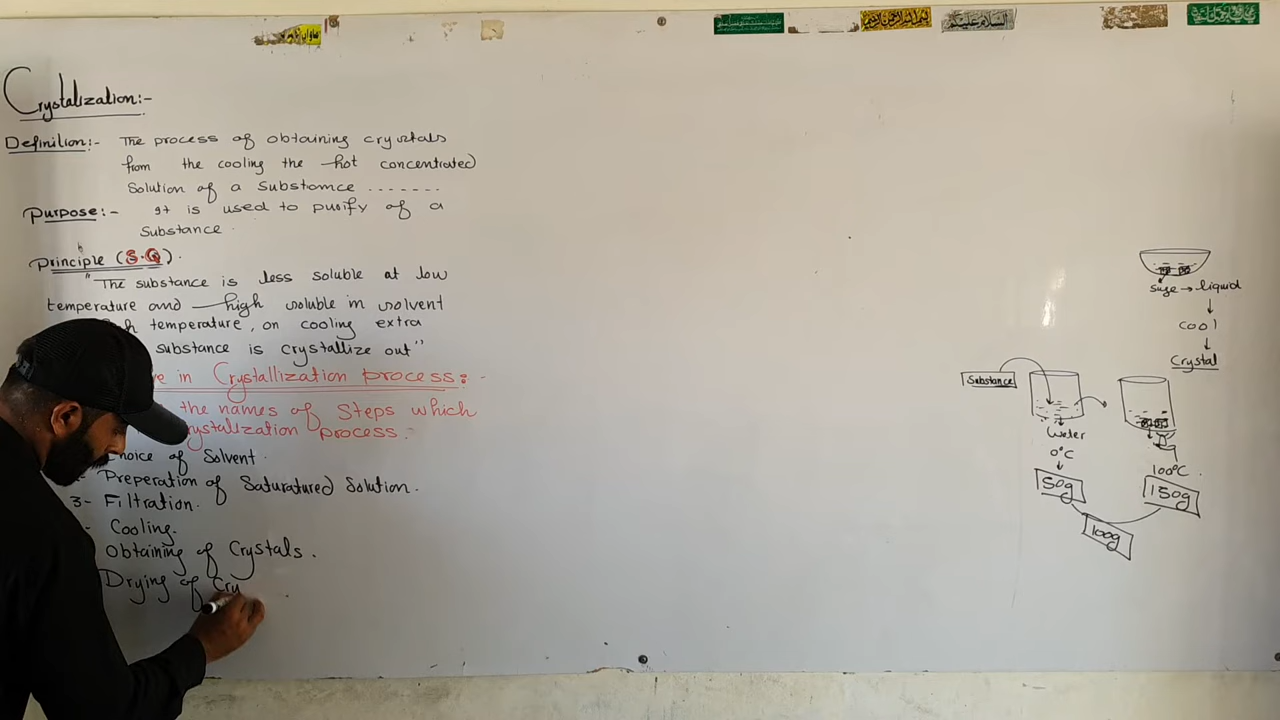 السلام علیکم
Crystalization:-
Definition:- The process of obtaining crystals
from the cooling the hot concentrated
Solution of a Substance .......
Purpose:- It is used to purify of a
Substance.
Principle (S.Q).
"The substance is less soluble at low
temperature and high soluble in solvent
temperature, on cooling extra
substance is crystallize out"
in Crystallization process:-
the names of Steps which
process.
of Solvent.
Preperation of Saturatured Solution.
3- Filtration.
Cooling.
Obtaining of Crystals.
Drying of Cry
liquid
cool
Crystal
Substance
Water
0°C
100°C.
50g
150g
100g